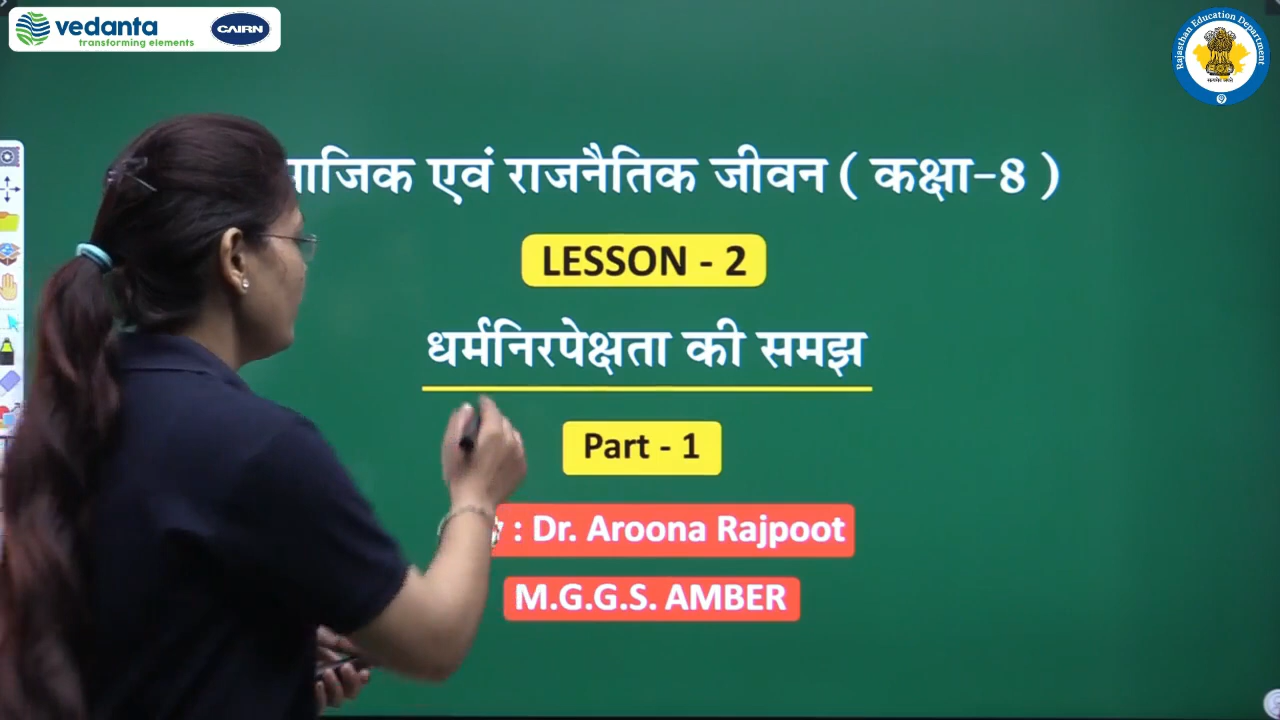 vedanta
transforming elements
CAIRN
Rajasthan Education Department
एवं राजनैतिक जीवन ( कक्षा-8 )
LESSON - 2
धर्मनिरपेक्षता की समझ
Part - 1
: Dr. Aroona Rajpoot
M.G.G.S. AMBER